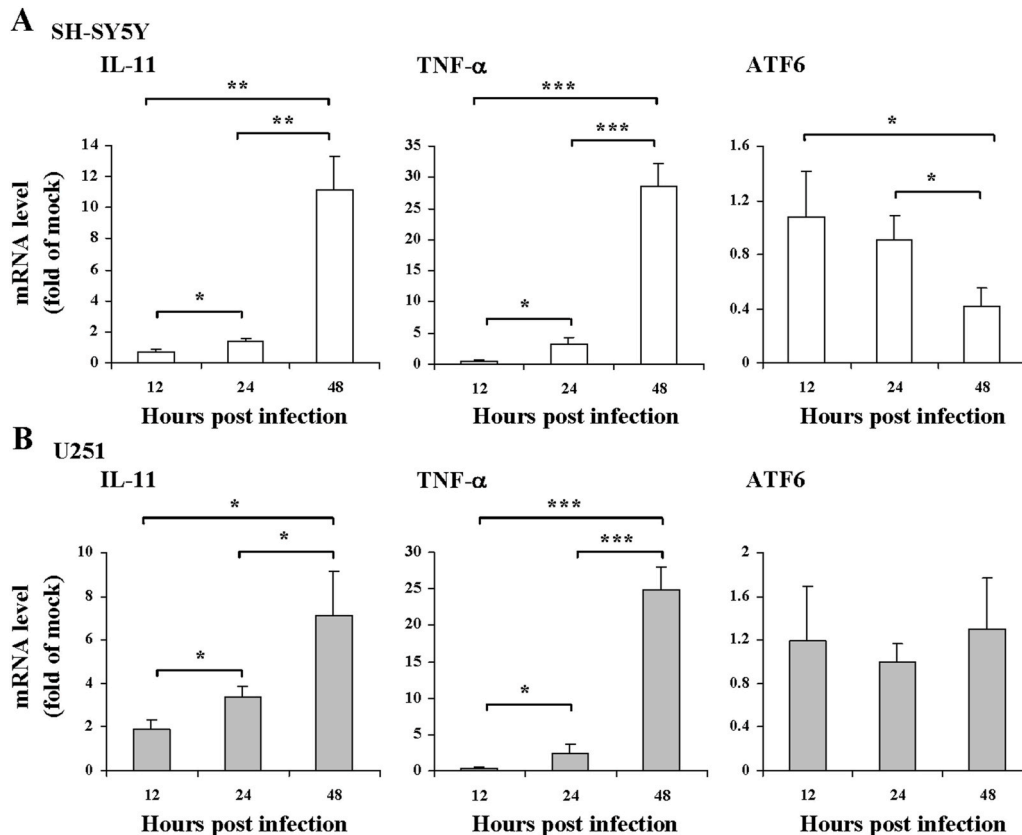 A SH-SY5Y
IL-11
TNF-α
ATF6
mRNA level
(fold of mock)
**
**
*
14
12
10
8
6
4
2
0
12 24 48
Hours post infection
***
***
*
35
30
25
20
15
10
5
0
12 24 48
Hours post infection
*
*
1.6
1.2
0.8
0.4
0
12 24 48
Hours post infection
B U251
IL-11
TNF-α
ATF6
mRNA level
(fold of mock)
*
*
*
10
8
6
4
2
0
12 24 48
Hours post infection
***
***
*
30
25
20
15
10
5
0
12 24 48
Hours post infection
2
1.6
1.2
0.8
0.4
0
12 24 48
Hours post infection